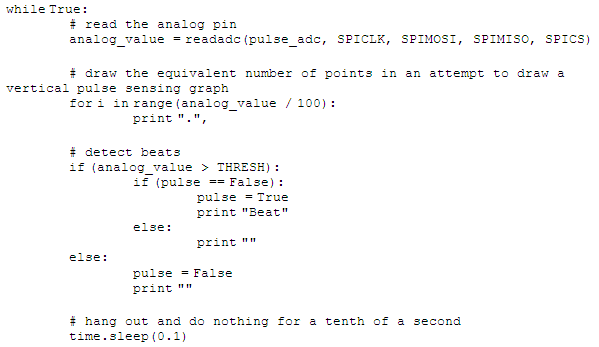 while True:
        # read the analog pin
        analog_value = readadc(pulse_adc, SPICLK, SPIMOSI, SPIMISO, SPICS)

        # draw the equivalent number of points in an attempt to draw a
vertical pulse sensing graph
        for i in range(analog_value / 100):
                print ".",

        # detect beats
        if (analog_value > THRESH):
                if (pulse == False):
                        pulse = True
                        print "Beat"
                else:
                        print ""
        else:
                pulse = False
                print ""

        # hang out and do nothing for a tenth of a second
        time.sleep(0.1)